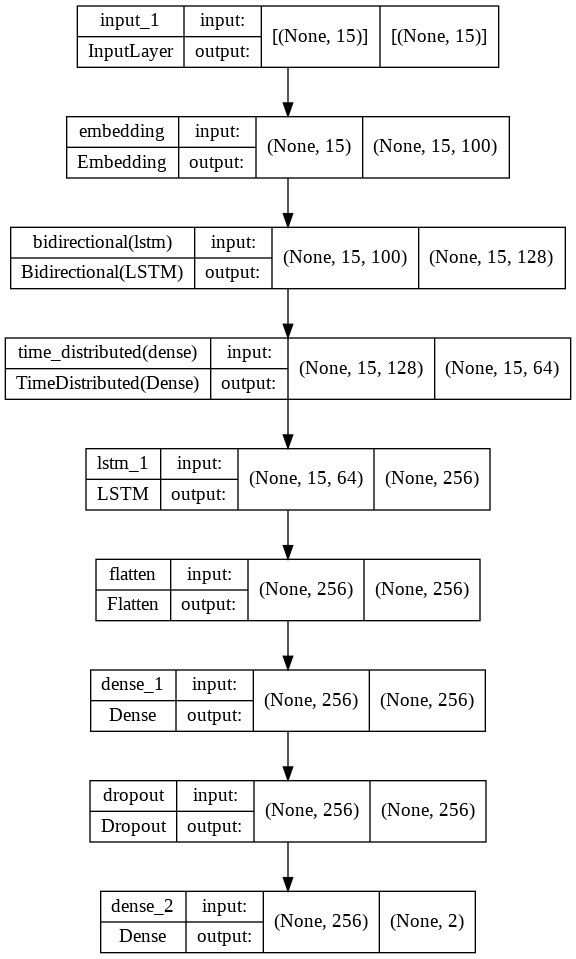 input_1 input: [(None, 15)] [(None, 15)]
InputLayer output:
embedding input: (None, 15) (None, 15, 100)
Embedding output:
bidirectional(lstm) input: (None, 15, 100) (None, 15, 128)
Bidirectional(LSTM) output:
time_distributed(dense) input: (None, 15, 128) (None, 15, 64)
TimeDistributed(Dense) output:
lstm_1 input: (None, 15, 64) (None, 256)
LSTM output:
flatten input: (None, 256) (None, 256)
Flatten output:
dense_1 input: (None, 256) (None, 256)
Dense output:
dropout input: (None, 256) (None, 256)
Dropout output:
dense_2 input: (None, 256) (None, 2)
Dense output: